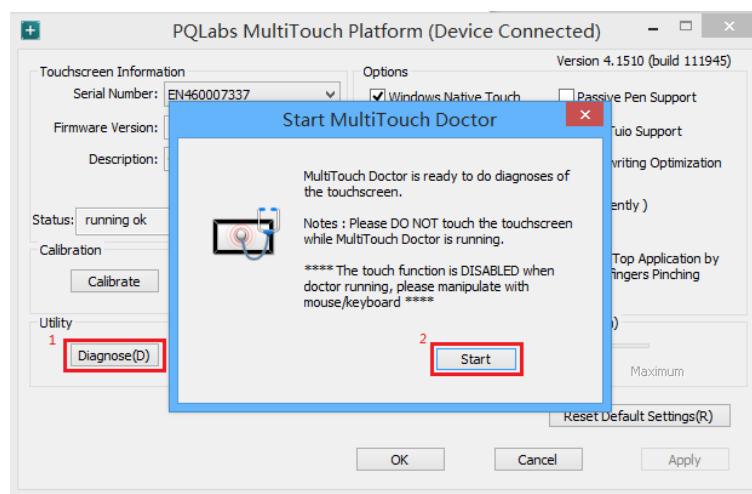 PQLabs MultiTouch Platform (Device Connected)
Version 4.1510 (build 111945)
Touchscreen Information
Options
Serial Number: EN460007337
Windows Native Touch
Passive Pen Support
Start MultiTouch Doctor
Firmware Version:
Tuio Support
Description:
writing Optimization
MultiTouch Doctor is ready to do diagnoses of
the touchscreen.
ently )
Notes : Please DO NOT touch the touchscreen
while MultiTouch Doctor is running.
Status: running ok
Calibration
Top Application by
fingers Pinching
**** The touch function is DISABLED when
doctor running, please manipulate with
mouse/keyboard ****
Calibrate
Utility
)
1
Diagnose(D)
2
Start
Maximum
Reset Default Settings(R)
OK
Cancel
Apply